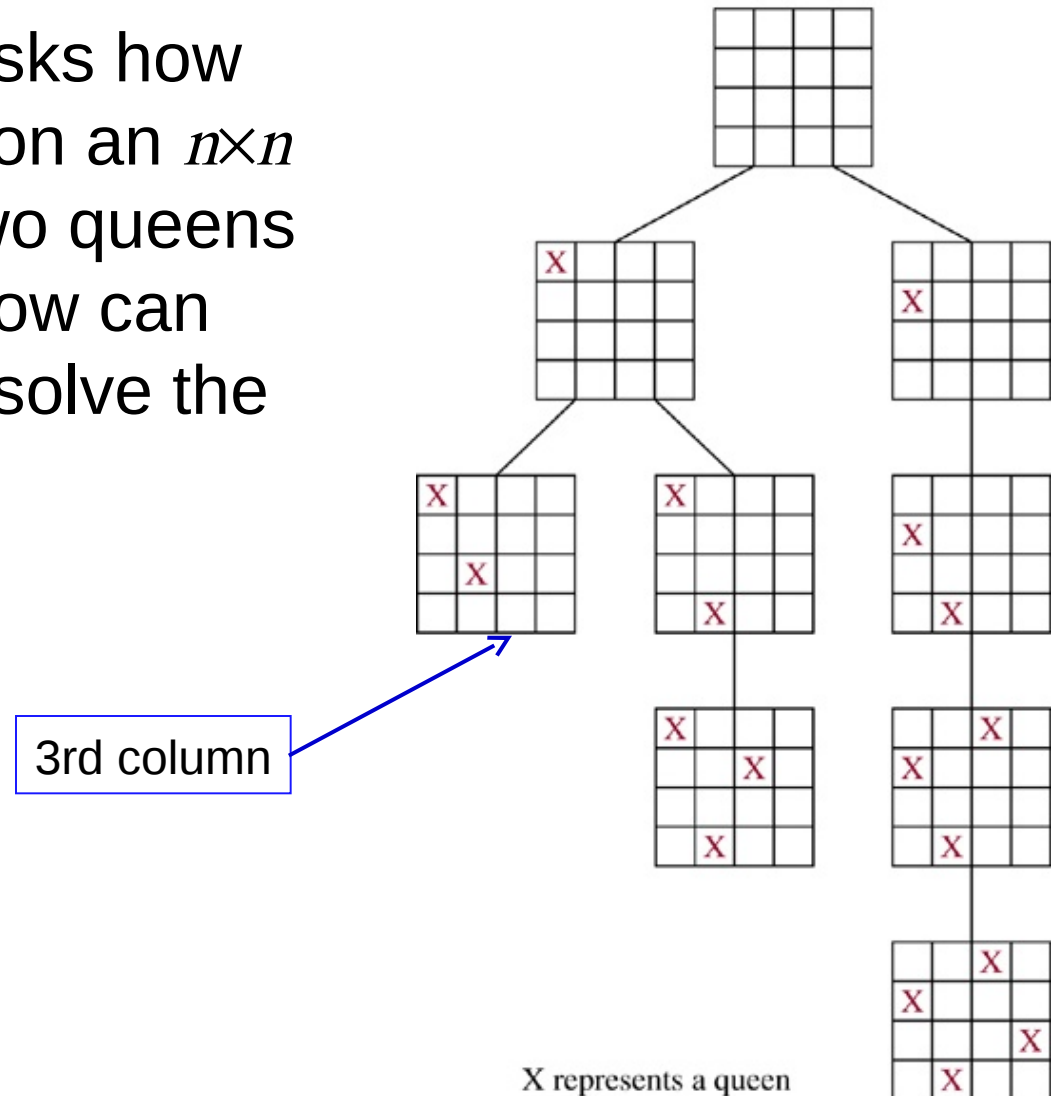 sks how
on an n×n
wo queens
ow can
solve the
X
X
X
X
X
X
X
X
X
3rd column
X
X
X
X
X
X
X
X
X
X
X represents a queen
X